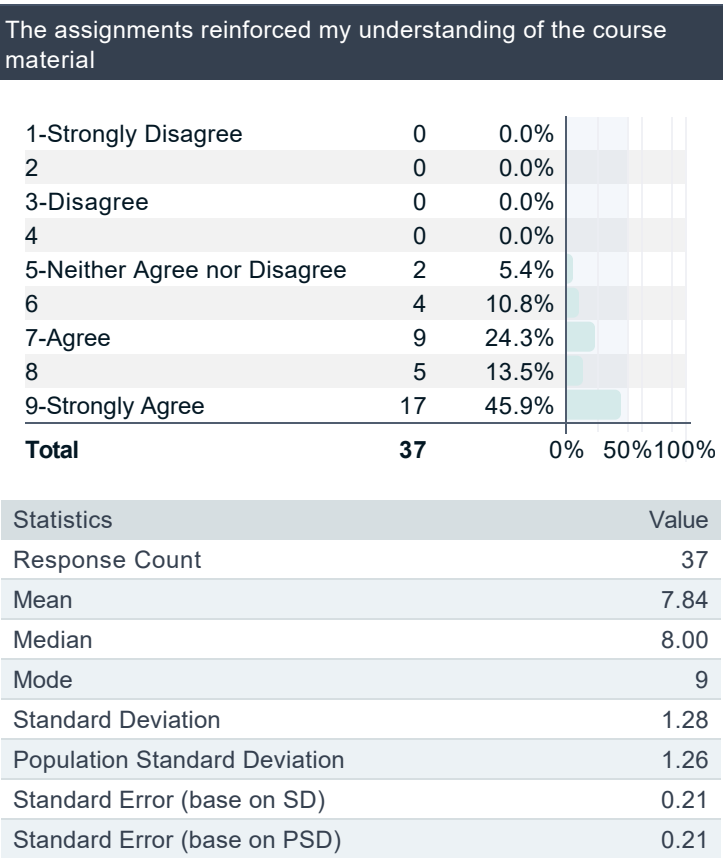 The assignments reinforced my understanding of the course
material
1-Strongly Disagree 0 0.0%
2 0 0.0%
3-Disagree 0 0.0%
4 0 0.0%
5-Neither Agree nor Disagree 2 5.4%
6 4 10.8%
7-Agree 9 24.3%
8 5 13.5%
9-Strongly Agree 17 45.9%
Total 37 0% 50% 100%
Statistics Value
Response Count 37
Mean 7.84
Median 8.00
Mode 9
Standard Deviation 1.28
Population Standard Deviation 1.26
Standard Error (base on SD) 0.21
Standard Error (base on PSD) 0.21